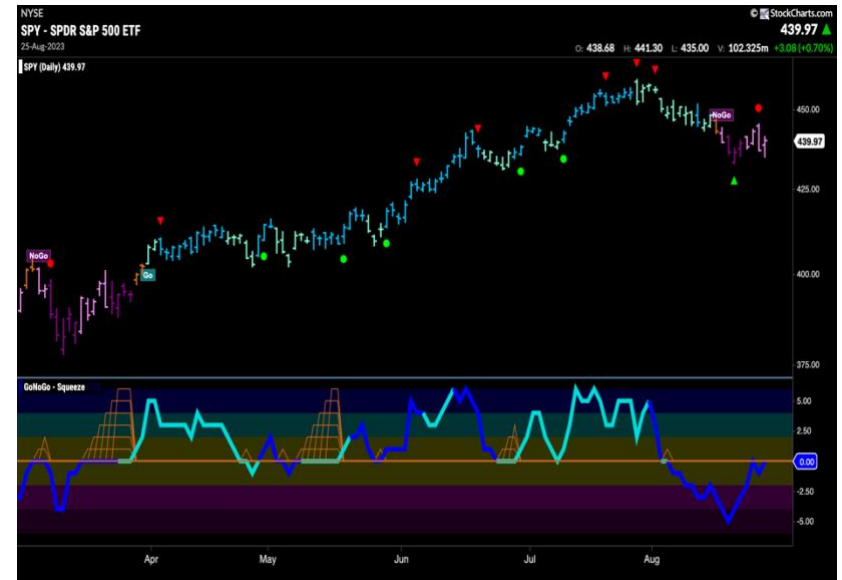 NYSE
© StockCharts.com
SPY - SPDR S&P 500 ETF
439.97
25-Aug-2023
O: 438.68 H: 441.30 L: 435.00 V: 102.325m +3.08 (+0.70%)
SPY (Daily) 439.97
450.00
NoGo
439.97
425.00
NoGo
Go
400.00
375.00
GoNoGo - Squeeze
5.00
2.50
0.00
-2.50
-5.00
Apr May Jun Jul Aug